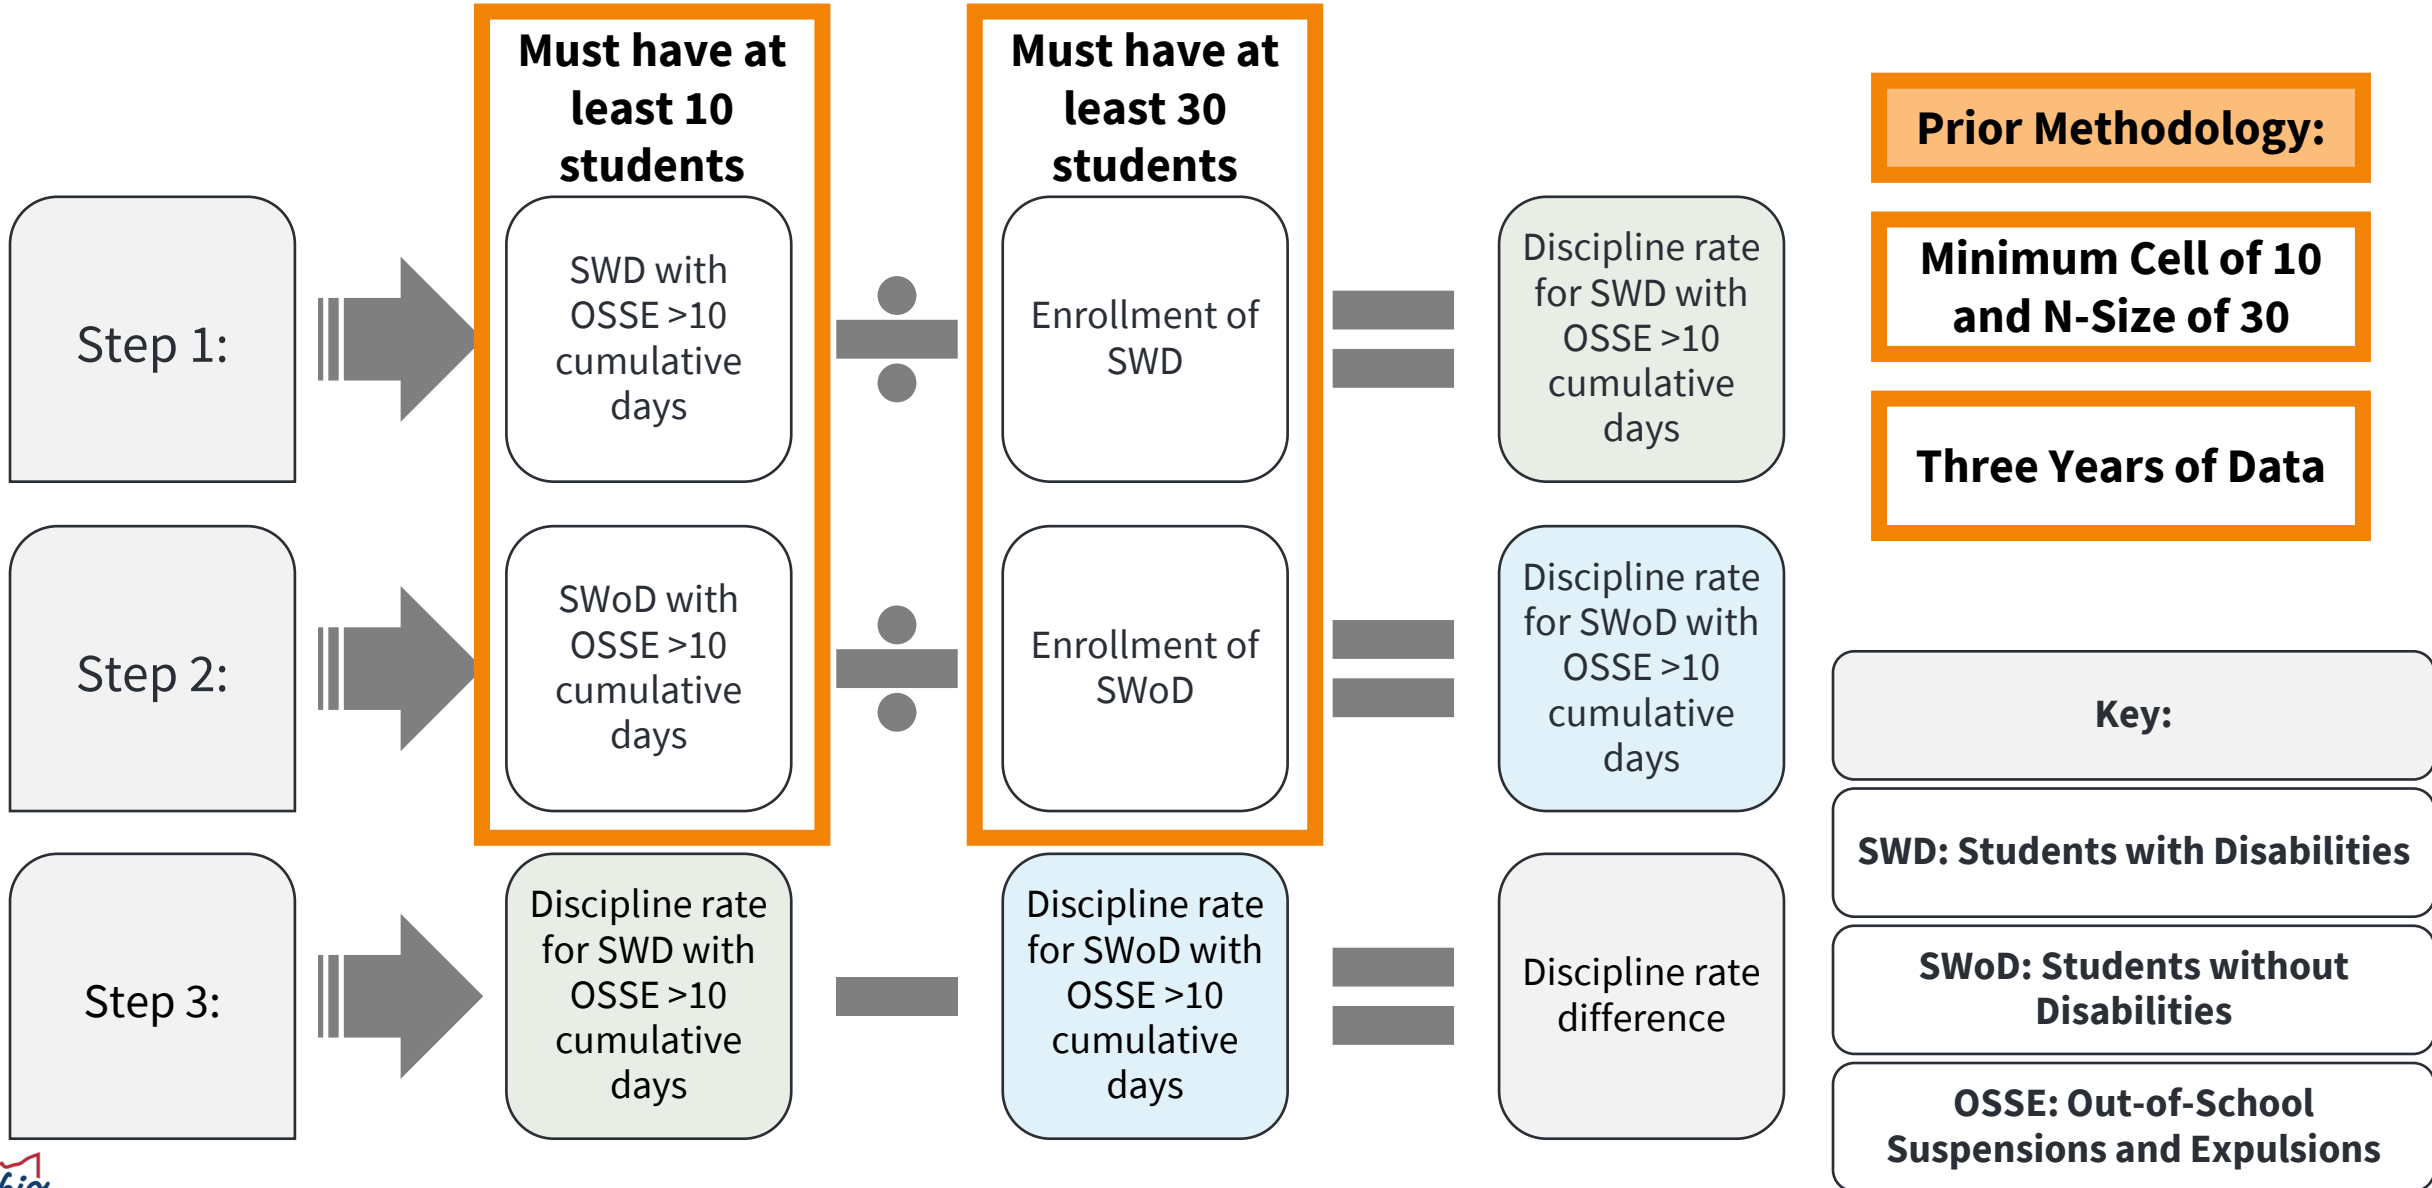 Must have at
least 10
students
Must have at
least 30
students
Prior Methodology:
Minimum Cell of 10
and N-Size of 30
Three Years of Data
Step 1:
SWD with
OSSE >10
cumulative
days
Enrollment of
SWD
Discipline rate
for SWD with
OSSE >10
cumulative
days
Step 2:
SWoD with
OSSE >10
cumulative
days
Enrollment of
SWoD
Discipline rate
for SWoD with
OSSE >10
cumulative
days
Step 3:
Discipline rate
for SWD with
OSSE >10
cumulative
days
Discipline rate
for SWoD with
OSSE >10
cumulative
days
Discipline rate
difference
Key:
SWD: Students with Disabilities
SWoD: Students without
Disabilities
OSSE: Out-of-School
Suspensions and Expulsions